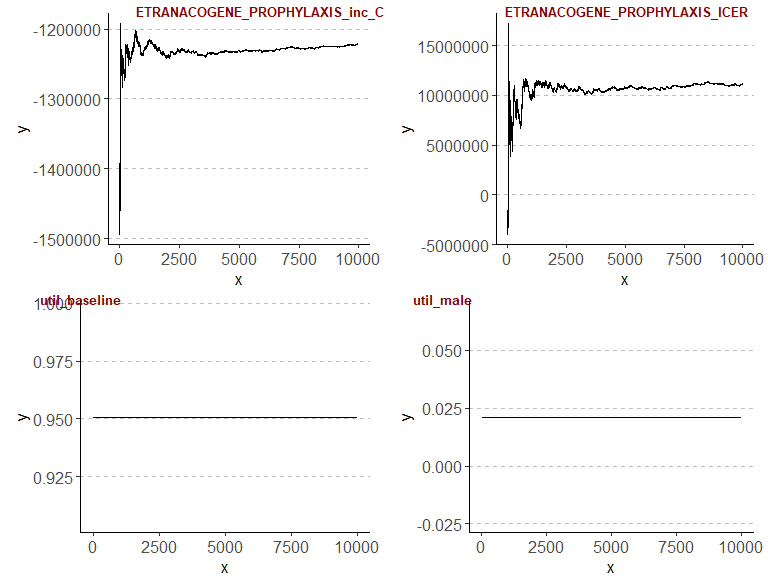 ETRANACOGENE_PROPHYLAXIS_inc_C
-1200000
-1300000
-1400000
-1500000
y
0 2500 5000 7500 10000
x
ETRANACOGENE_PROPHYLAXIS_ICER
15000000
10000000
5000000
0
-5000000
y
0 2500 5000 7500 10000
x
util_baseline
1.000
0.975
0.950
0.925
y
0 2500 5000 7500 10000
x
util_male
0.050
0.025
0.000
-0.025
y
0 2500 5000 7500 10000
x